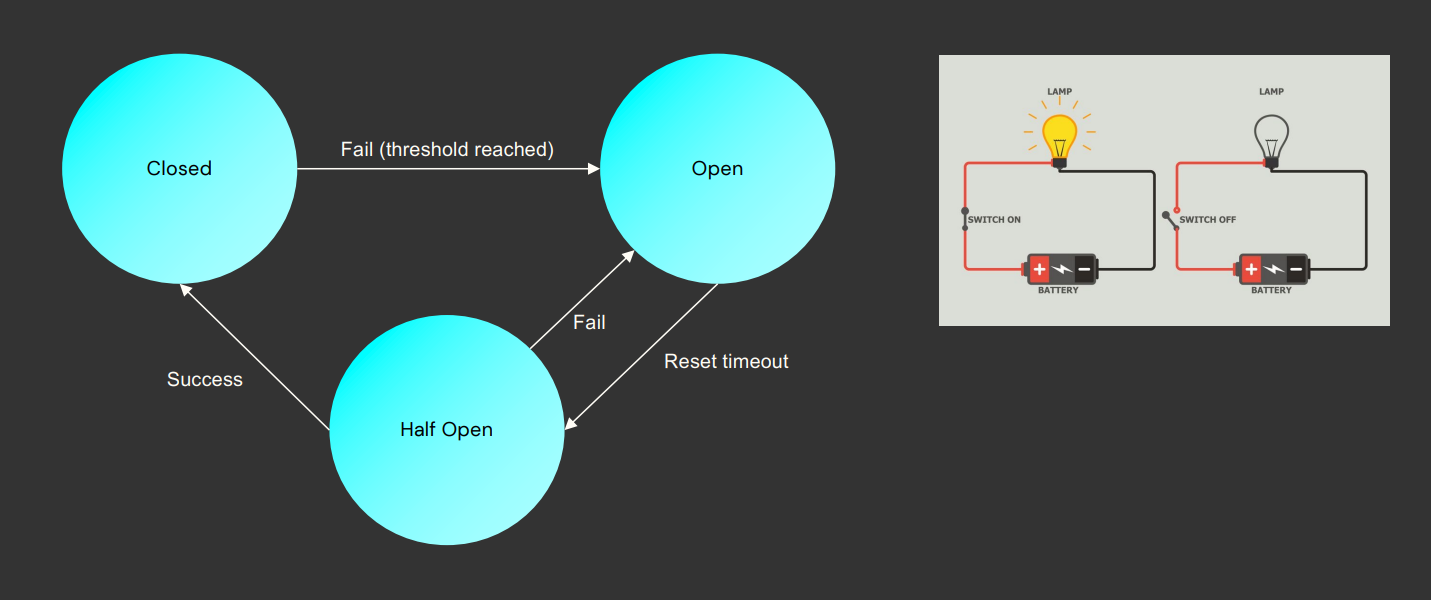 Closed
Fail (threshold reached)
Open
Fail
Reset timeout
Success
Half Open
LAMP
SWITCH ON
BATTERY
LAMP
SWITCH OFF
BATTERY